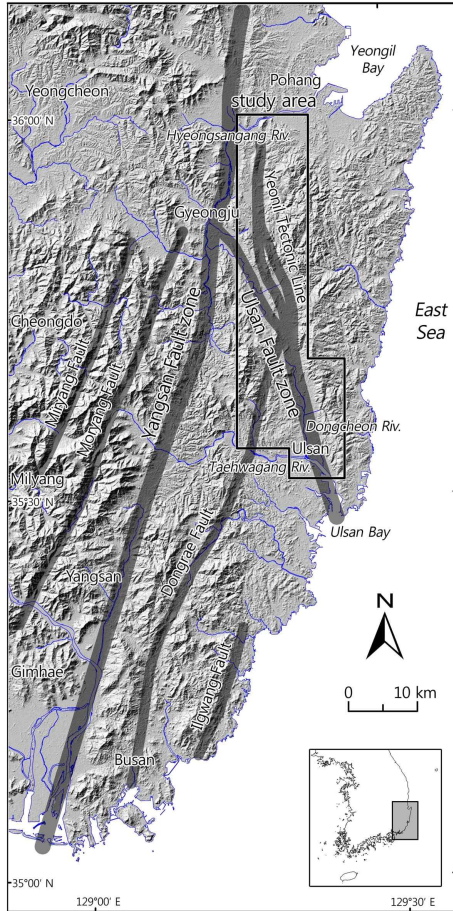 Yeongil
Bay
Pohang
Yeongcheon
study area
36°00' N
Hyeongsangang Riv.
Yeonil Tectonic Line
Gyeongju
East
Sea
Cheongdo
Miryang Fault
Moryang Fault
Yangsan Fault zone
Ulsan Fault zone
Dongcheon Riv.
Ulsan
Taehwagang Riv.
Milyang
35°30' N
Ulsan Bay
Dongrae Fault
Yangsan
N
Ilgwang Fault
Gimhae
0 10 km
Busan
35°00' N
129°00' E
129°30' E